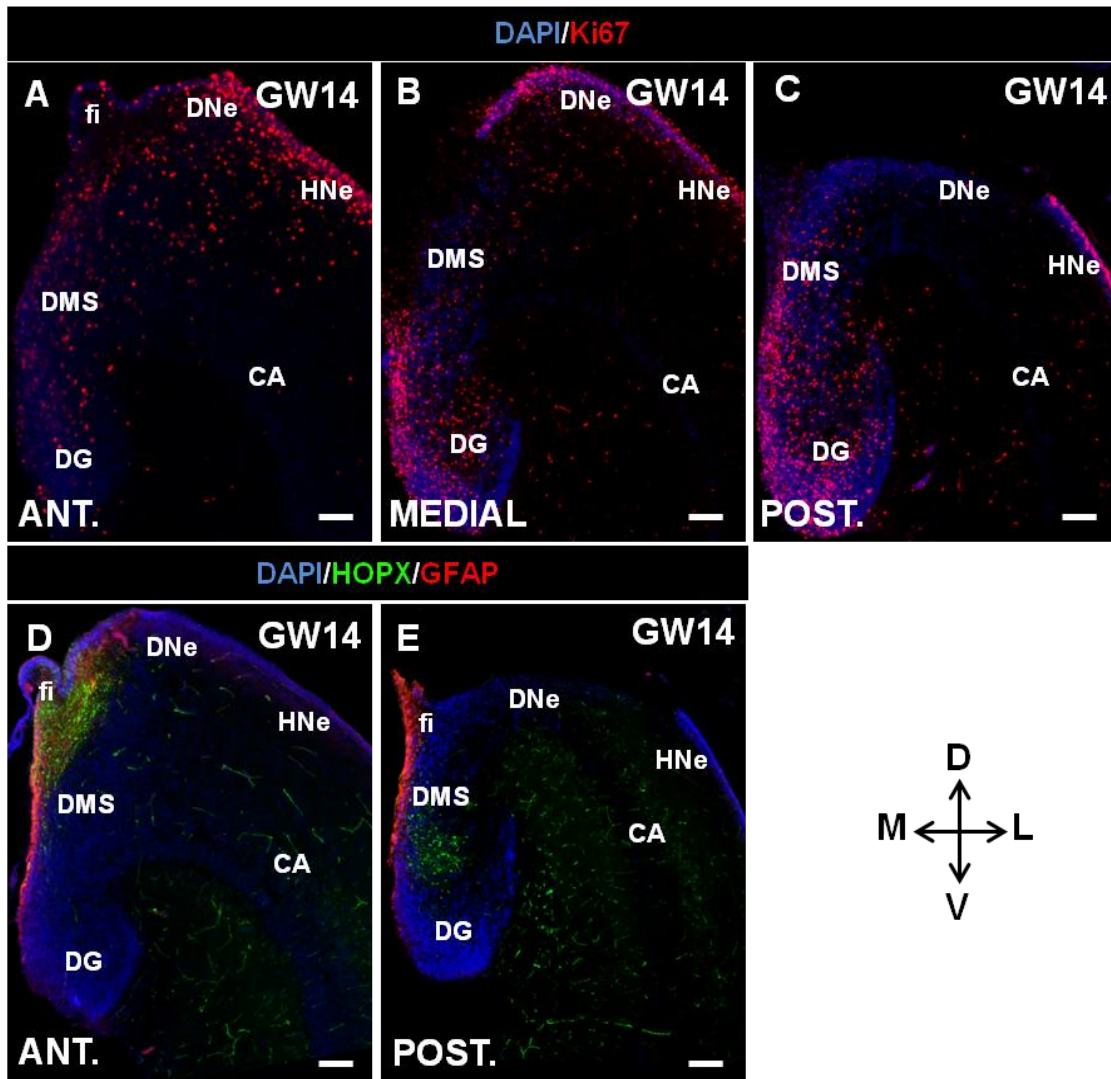 DAPI/Ki67
A
GW14
fi
DNe
HNe
DMS
CA
DG
ANT.
B
GW14
DNe
HNe
DMS
CA
DG
MEDIAL
C
GW14
DNe
HNe
DMS
CA
DG
POST.
DAPI/HOPX/GFAP
D
GW14
DNe
fi
HNe
DMS
CA
DG
ANT.
E
GW14
DNe
fi
HNe
DMS
CA
DG
POST.
D
M
L
V